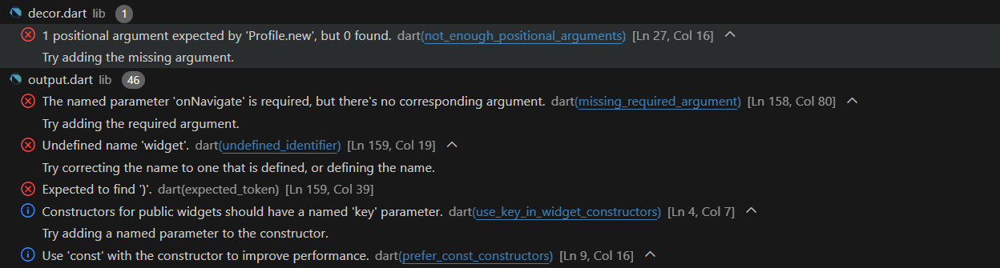 decor.dart lib 1
1 positional argument expected by 'Profile.new', but 0 found. dart(not_enough_positional_arguments) [Ln 27, Col 16]
Try adding the missing argument.
output.dart lib 46
The named parameter 'onNavigate' is required, but there's no corresponding argument. dart(missing_required_argument) [Ln 158, Col 80]
Try adding the required argument.
Undefined name 'widget'. dart(undefined_identifier) [Ln 159, Col 19]
Try correcting the name to one that is defined, or defining the name.
Expected to find ')'. dart(expected_token) [Ln 159, Col 39]
Constructors for public widgets should have a named 'key' parameter. dart(use_key_in_widget_constructors) [Ln 4, Col 7]
Try adding a named parameter to the constructor.
Use 'const' with the constructor to improve performance. dart(prefer_const_constructors) [Ln 9, Col 16]